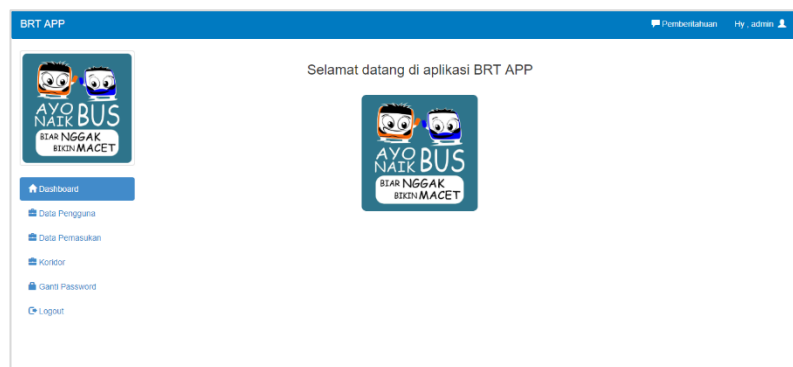 BRT APP
Pemberitahuan
Hy , admin
AYO
NAIK BUS
BIAR NGGAK
BIKIN MACET
Dashboard
Data Pengguna
Data Pemasukan
Koridor
Ganti Password
Logout
Selamat datang di aplikasi BRT APP
AYO
NAIK BUS
BIAR NGGAK
BIKIN MACET